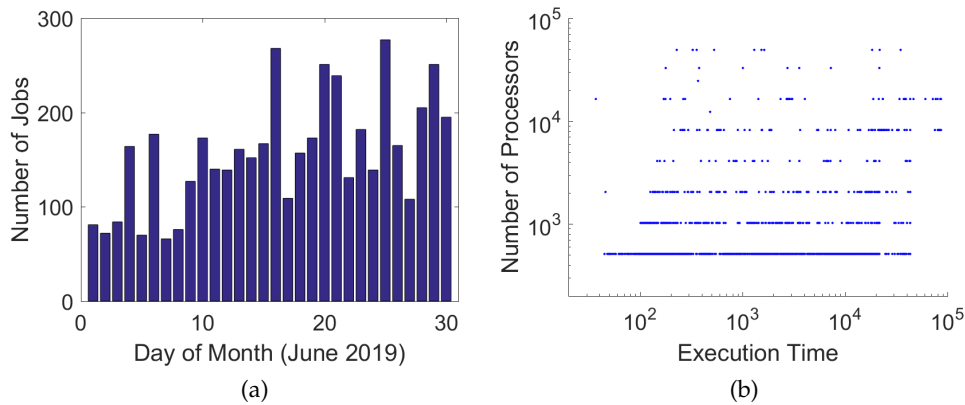 300
200
100
0
Number of Jobs
0 10 20 30
Day of Month (June 2019)
(a)
10^5
10^4
10^3
Number of Processors
10^2 10^3 10^4 10^5
Execution Time
(b)